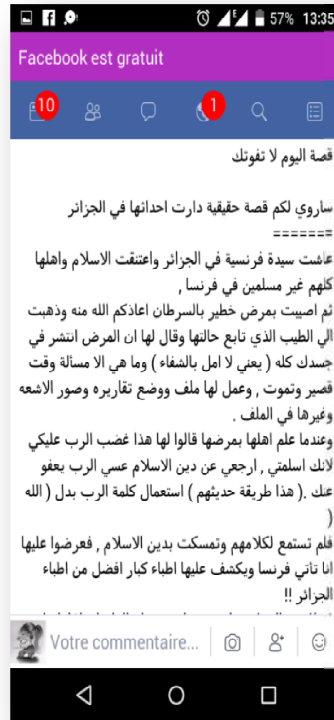 57% 13:35
Facebook est gratuit
10
1
قصة اليوم لا تفوتك
ساروي لكم قصة حقيقية دارت احداثها في الجزائر
======
عاشت سيدة فرنسية في الجزائر واعتنقت الاسلام واهلها
كلهم غير مسلمين في فرنسا ,
ثم اصيبت بمرض خطير بالسرطان اعاذكم الله منه وذهبت
الي الطيب الذي تابع حالتها وقال لها ان المرض انتشر في
جسدك كله ( يعني لا امل بالشفاء ) وما هي الا مسألة وقت
قصير وتموت , وعمل لها ملف ووضع تقاريره وصور الاشعه
وغيرها في الملف .
وعندما علم اهلها بمرضها قالوا لها هذا غضب الرب عليكي
لانك اسلمتي , ارجعي عن دين الاسلام عسي الرب يعفو
عنك .( هذا طريقة حديثهم ) استعمال كلمة الرب بدل ( الله
(
فلم تستمع لكلامهم وتمسكت بدين الاسلام , فعرضوا عليها
انا تاتي فرنسا ويكشف عليها اطباء كبار افضل من اطباء
الجزائر !!
Votre commentaire...